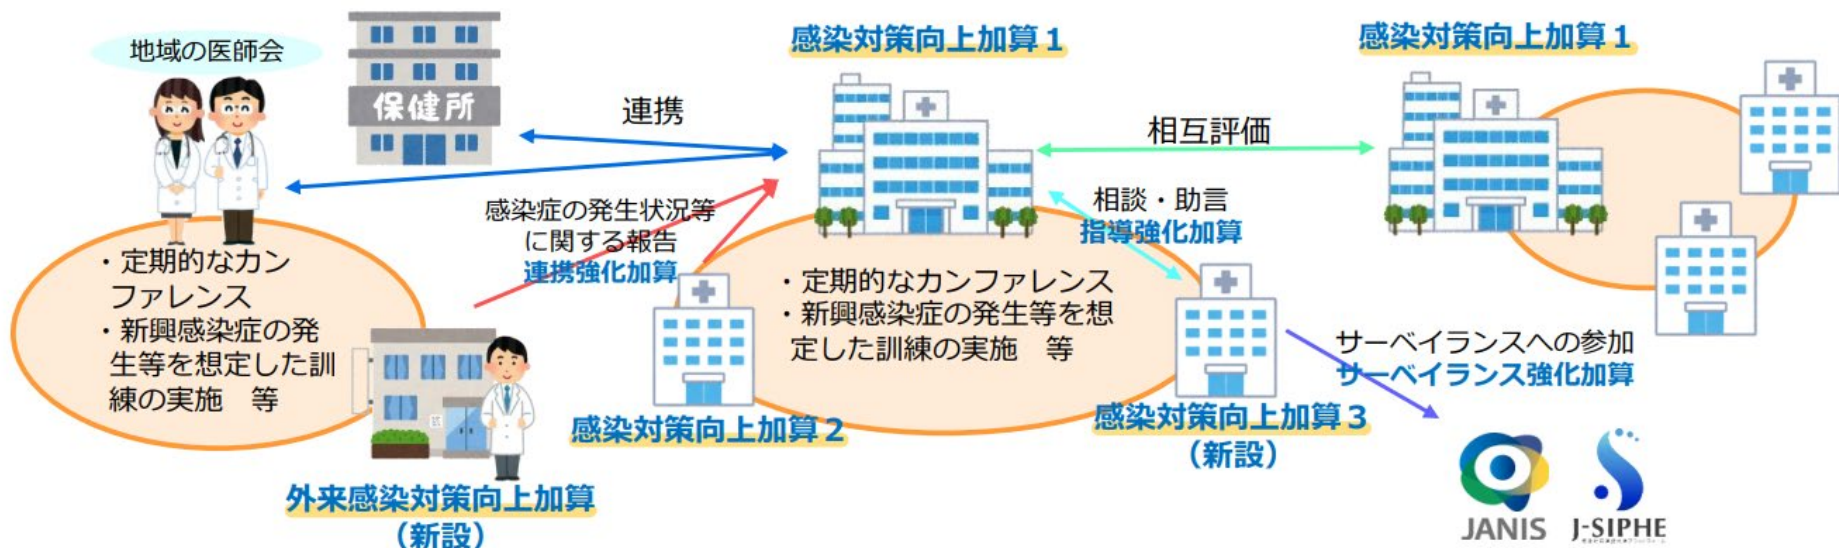 地域の医師会
保健所
連携
感染対策向上加算1
相互評価
感染対策向上加算1
感染症の発生状況等
に関する報告
連携強化加算
相談・助言
指導強化加算
・定期的なカン
ファレンス
・新興感染症の発
生等を想定した訓
練の実施　等
・定期的なカンファレンス
・新興感染症の発生等を想
定した訓練の実施　等
サーベイランスへの参加
サーベイランス強化加算
感染対策向上加算2
感染対策向上加算3
（新設）
外来感染対策向上加算
（新設）
JANIS
J-SIPHE